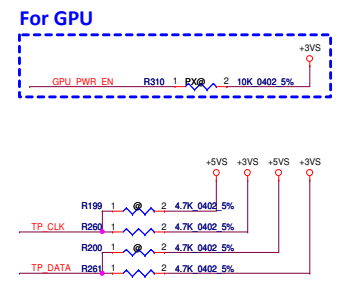 For GPU
+3VS
GPU_PWR_EN R310 1 PX@ 2 10K_0402_5%
+5VS +3VS +5VS +3VS
R199 1 @ 2 4.7K_0402_5%
TP_CLK R260 1 2 4.7K_0402_5%
R200 1 @ 2 4.7K_0402_5%
TP_DATA R261 1 2 4.7K_0402_5%